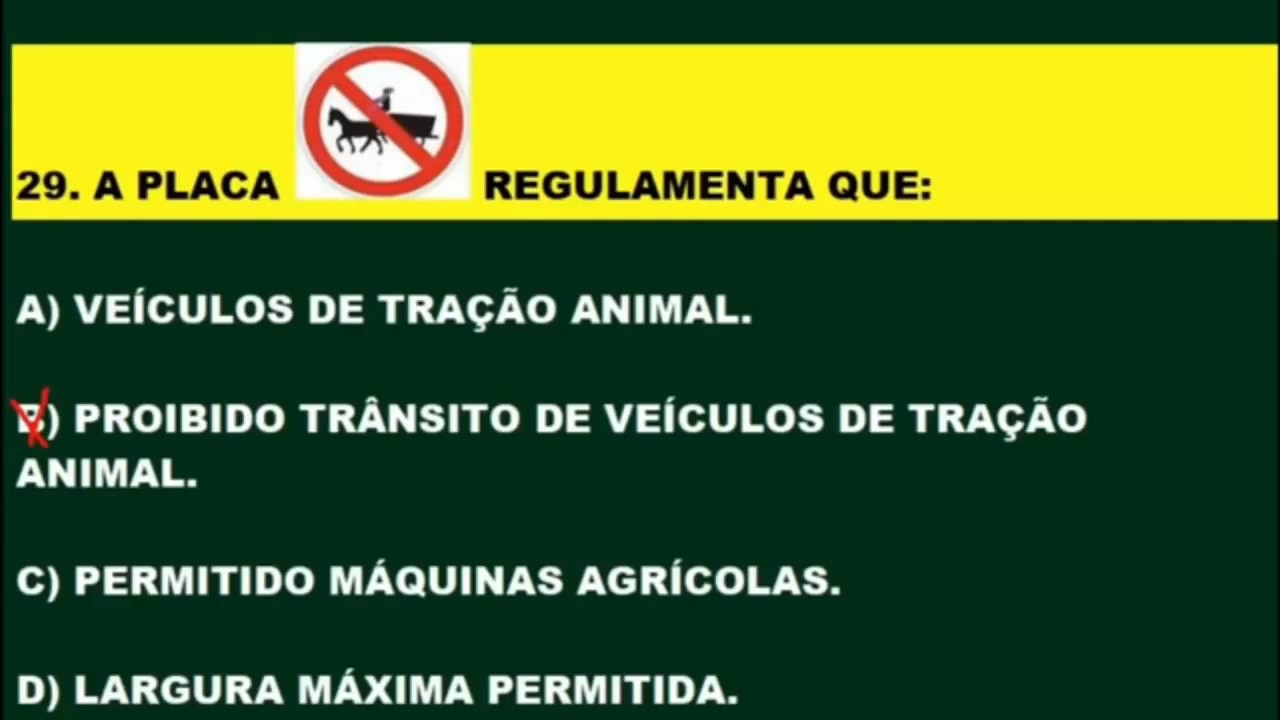 29. A PLACA REGULAMENTA QUE:
A) VEÍCULOS DE TRAÇÃO ANIMAL.
B) PROIBIDO TRÂNSITO DE VEÍCULOS DE TRAÇÃO
ANIMAL.
C) PERMITIDO MÁQUINAS AGRÍCOLAS.
D) LARGURA MÁXIMA PERMITIDA.